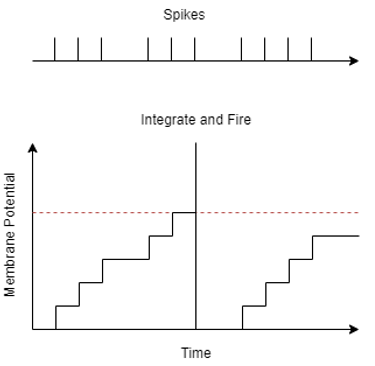 Spikes
Integrate and Fire
Membrane Potential
Time